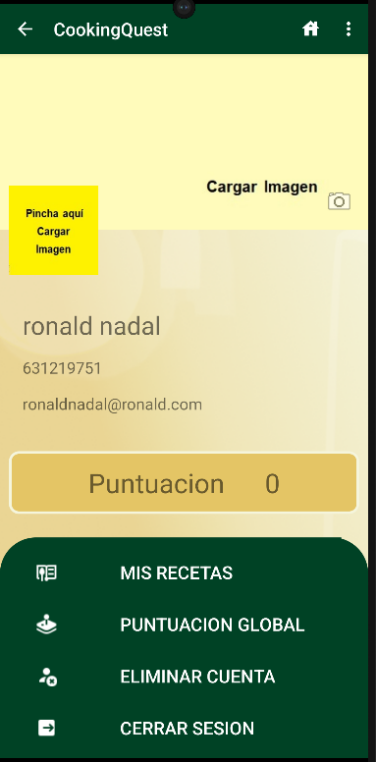 CookingQuest
Cargar Imagen
Pincha aquí
Cargar
Imagen
ronald nadal
631219751
ronaldnadal@ronald.com
Puntuacion 0
MIS RECETAS
PUNTUACION GLOBAL
ELIMINAR CUENTA
CERRAR SESION